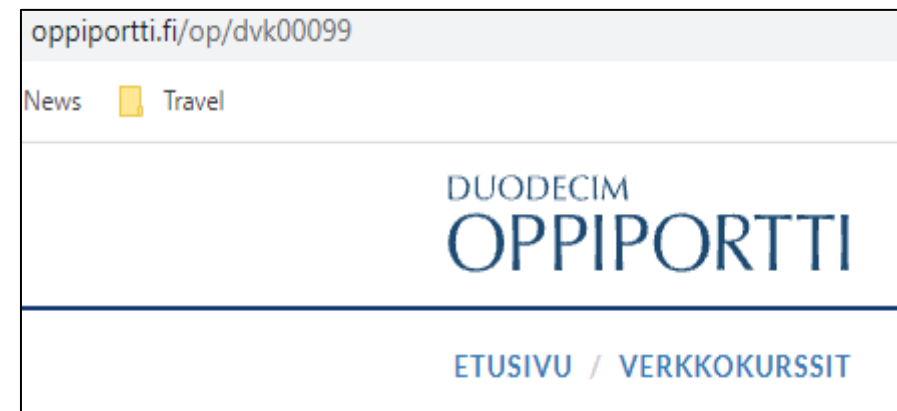 oppiportti.fi/op/dvk00099
News Travel
DUODECIM
OPPIPORTTI
ETUSIVU / VERKKOKURSSIT